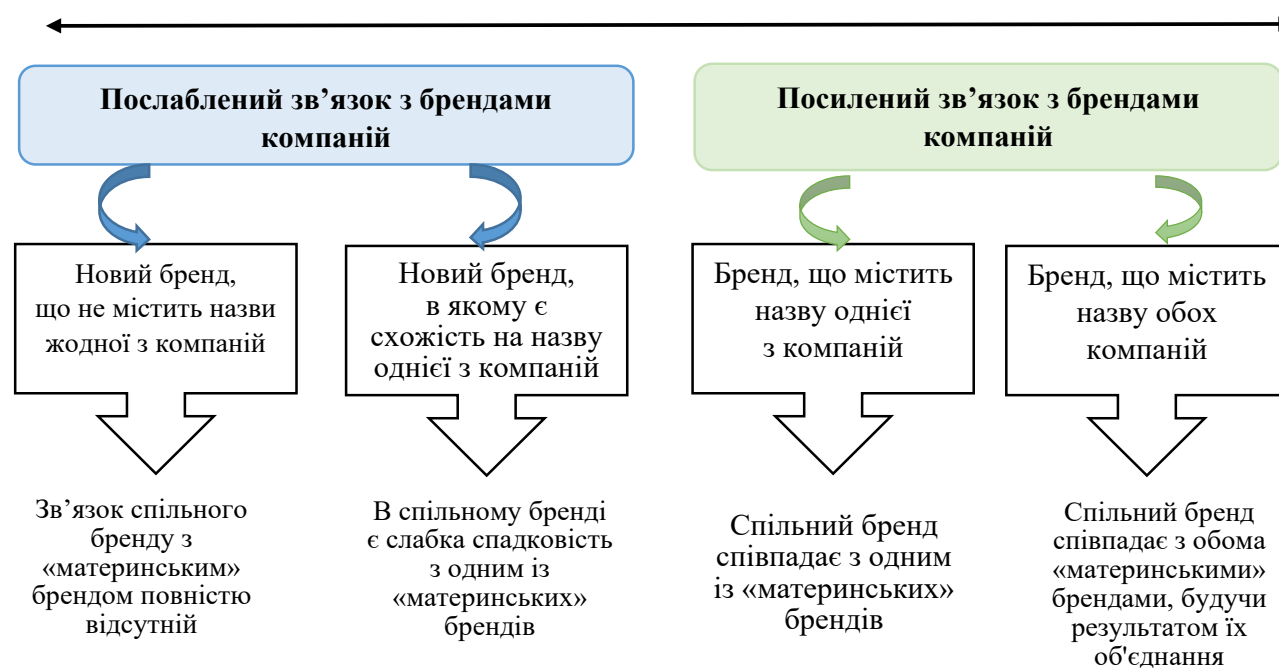 Послаблений зв’язок з брендами
компаній
Посилений зв’язок з брендами
компаній
Новий бренд,
що не містить назви
жодної з компаній
Новий бренд,
в якому є
схожість на назву
однієї з компаній
Бренд, що містить
назву однієї
з компаній
Бренд, що містить
назву обох
компаній
Зв’язок спільного
бренду з
«материнським»
брендом повністю
відсутній
В спільному бренді
є слабка спадковість
з одним із
«материнських»
брендів
Спільний бренд
співпадає з одним
із «материнських»
брендів
Спільний бренд
співпадає з обома
«материнськими»
брендами, будучи
результатом їх
об'єднання